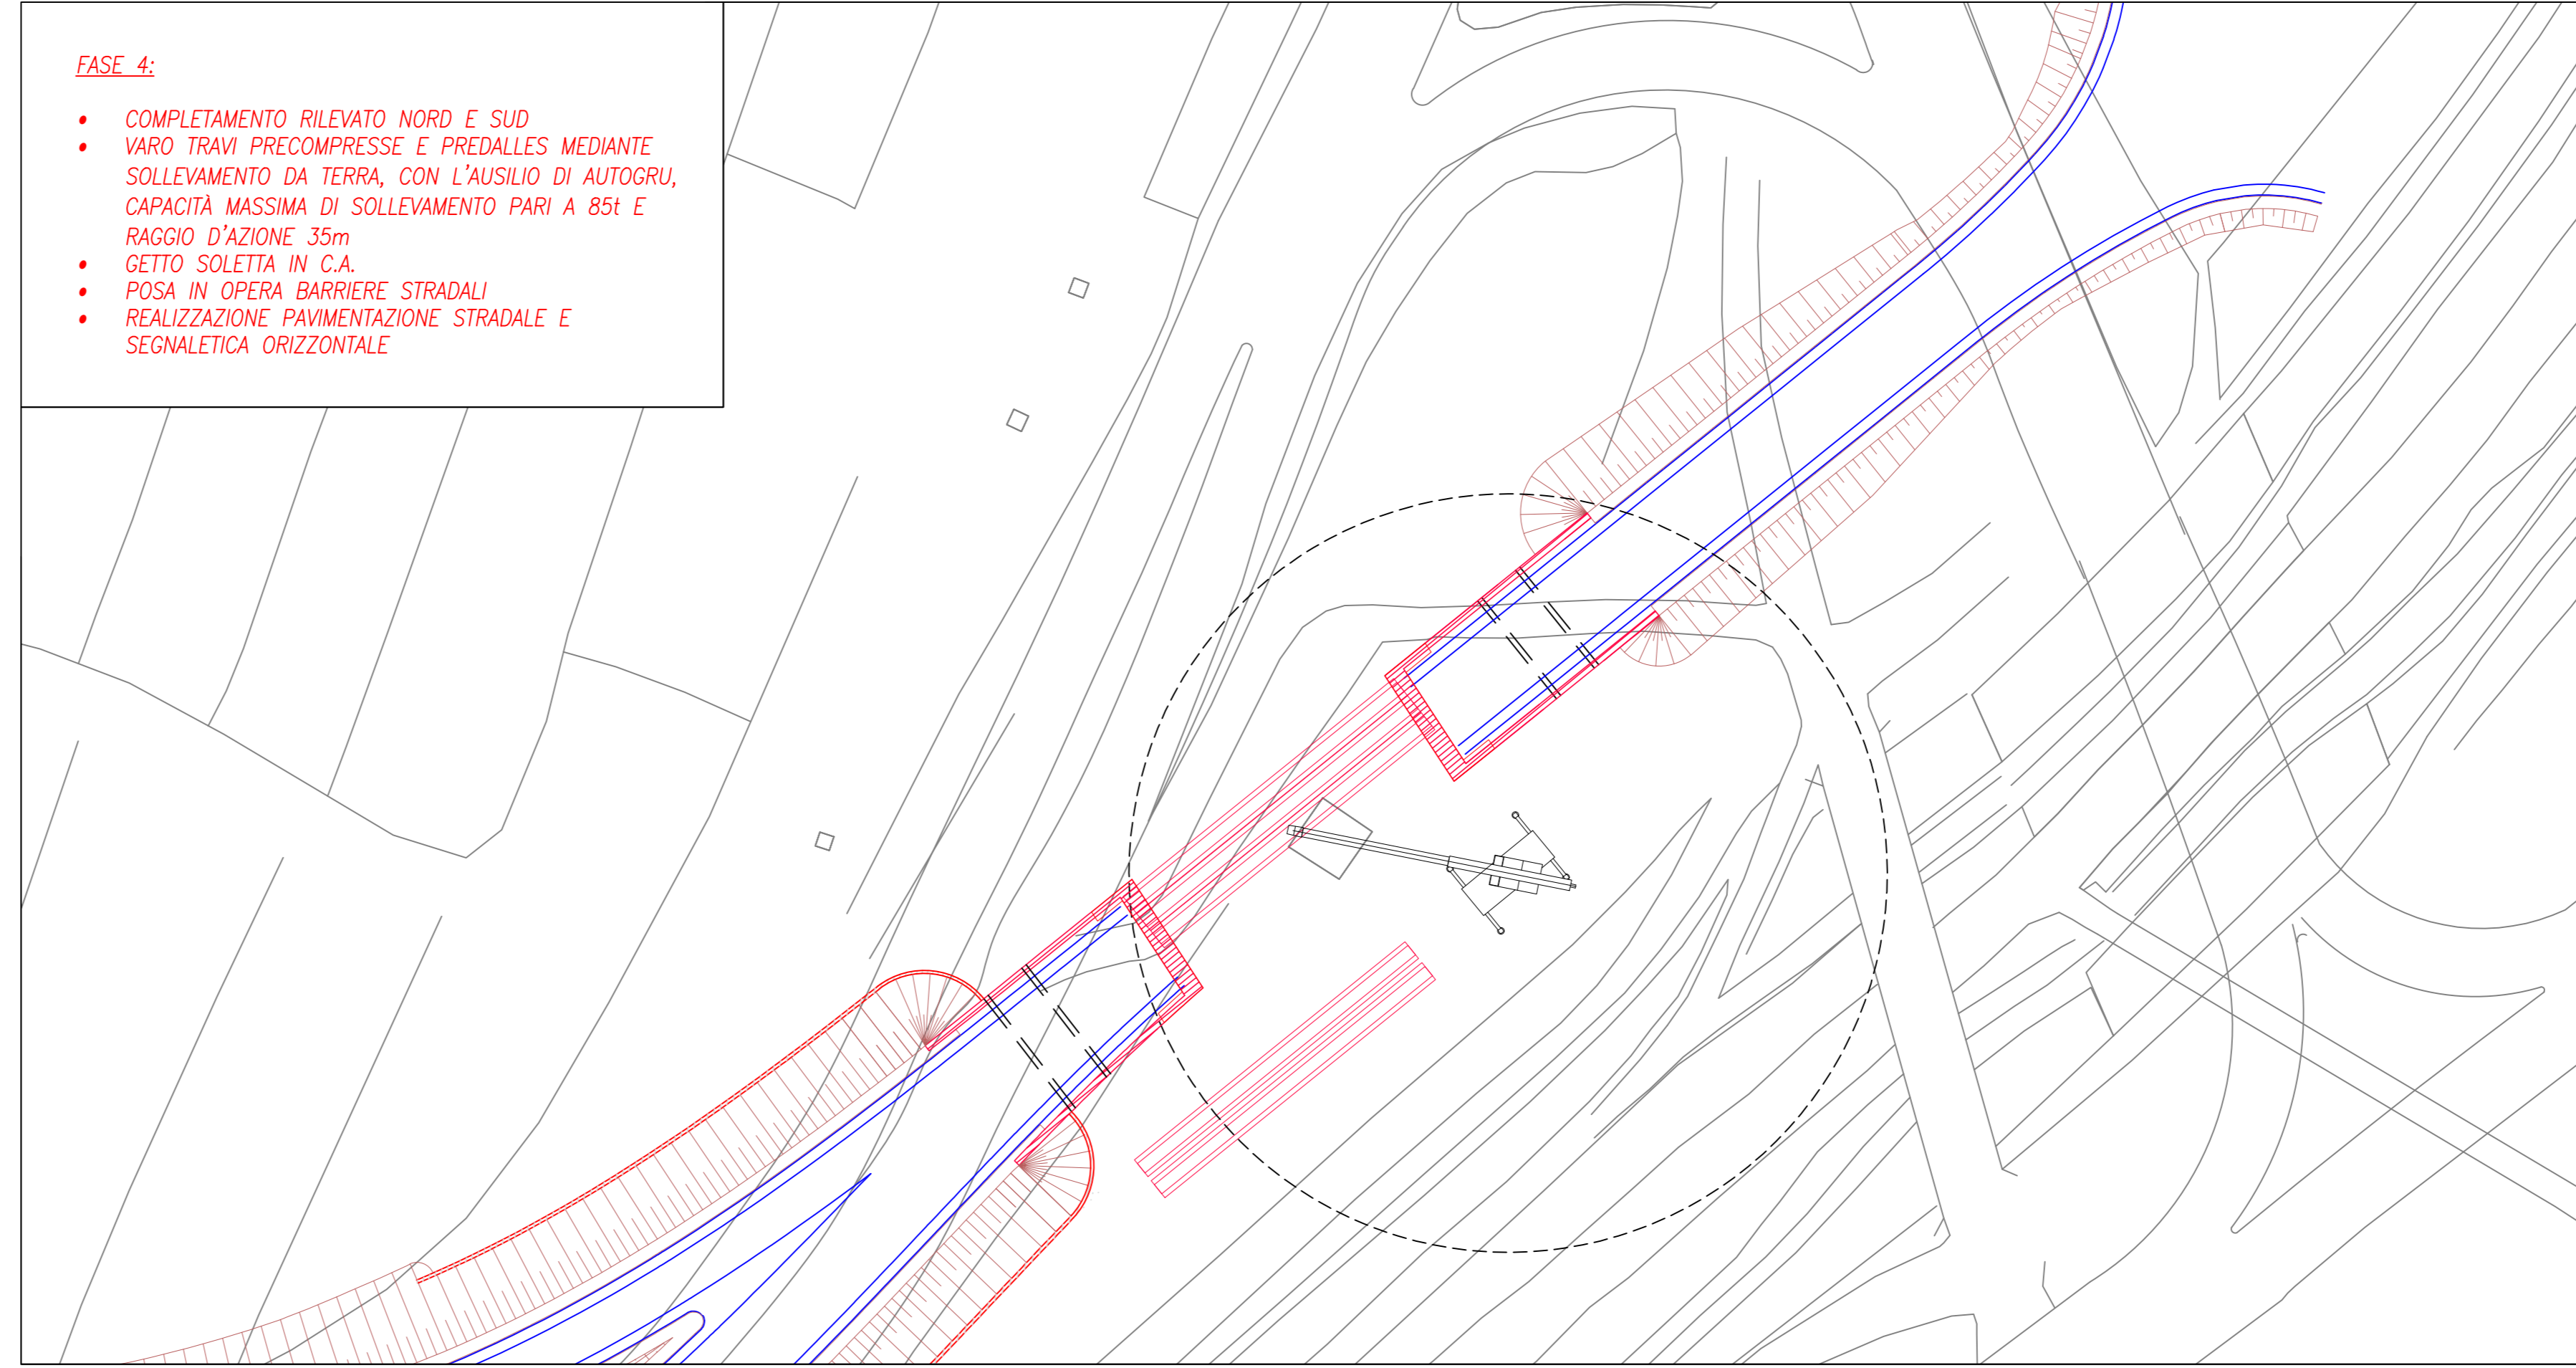 FASE 4:
• COMPLETAMENTO RILEVATO NORD E SUD
• VARO TRAVI PRECOMPRESSE E PREDALLES MEDIANTE
SOLLEVAMENTO DA TERRA, CON L'AUSILIO DI AUTOGRU,
CAPACITÀ MASSIMA DI SOLLEVAMENTO PARI A 85t E
RAGGIO D'AZIONE 35m
• GETTO SOLETTA IN C.A.
• POSA IN OPERA BARRIERE STRADALI
• REALIZZAZIONE PAVIMENTAZIONE STRADALE E
SEGNALETICA ORIZZONTALE